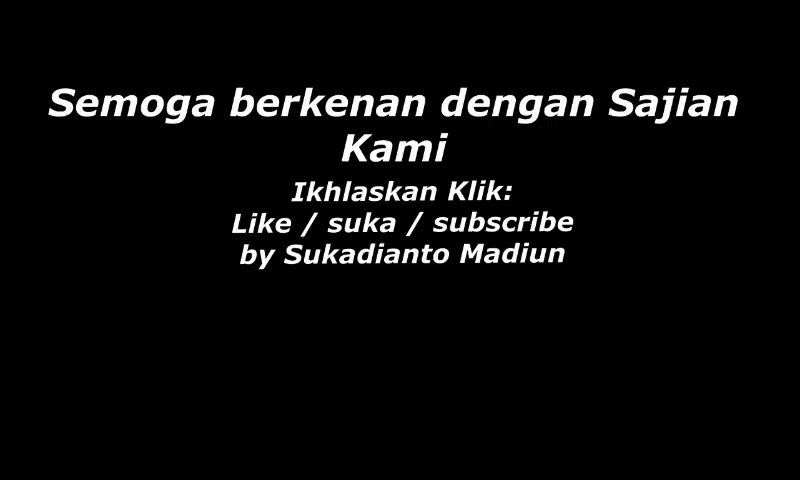 Semoga berkenan dengan Sajian
Kami
Ikhlaskan Klik:
Like / suka / subscribe
by Sukadianto Madiun